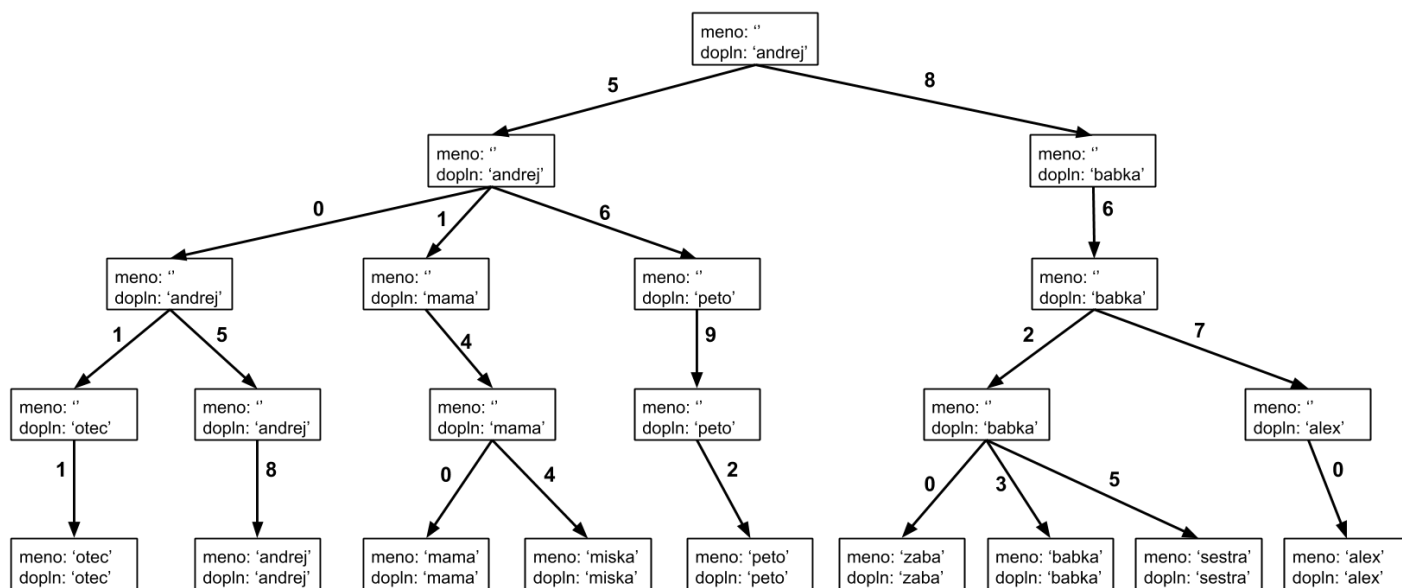 meno: ‘’
dopln: ‘andrej’
5 8
meno: ‘’
dopln: ‘andrej’
meno: ‘’
dopln: ‘babka’
0 1 6 6
meno: ‘’
dopln: ‘andrej’
meno: ‘’
dopln: ‘mama’
meno: ‘’
dopln: ‘peto’
meno: ‘’
dopln: ‘babka’
1 5 4 9 2 7
meno: ‘’
dopln: ‘otec’
meno: ‘’
dopln: ‘andrej’
meno: ‘’
dopln: ‘mama’
meno: ‘’
dopln: ‘peto’
meno: ‘’
dopln: ‘babka’
meno: ‘’
dopln: ‘alex’
1 8 0 4 2 0 3 5 0
meno: ‘otec’
dopln: ‘otec’
meno: ‘andrej’
dopln: ‘andrej’
meno: ‘mama’
dopln: ‘mama’
meno: ‘miska’
dopln: ‘miska’
meno: ‘peto’
dopln: ‘peto’
meno: ‘zaba’
dopln: ‘zaba’
meno: ‘babka’
dopln: ‘babka’
meno: ‘sestra’
dopln: ‘sestra’
meno: ‘alex’
dopln: ‘alex’